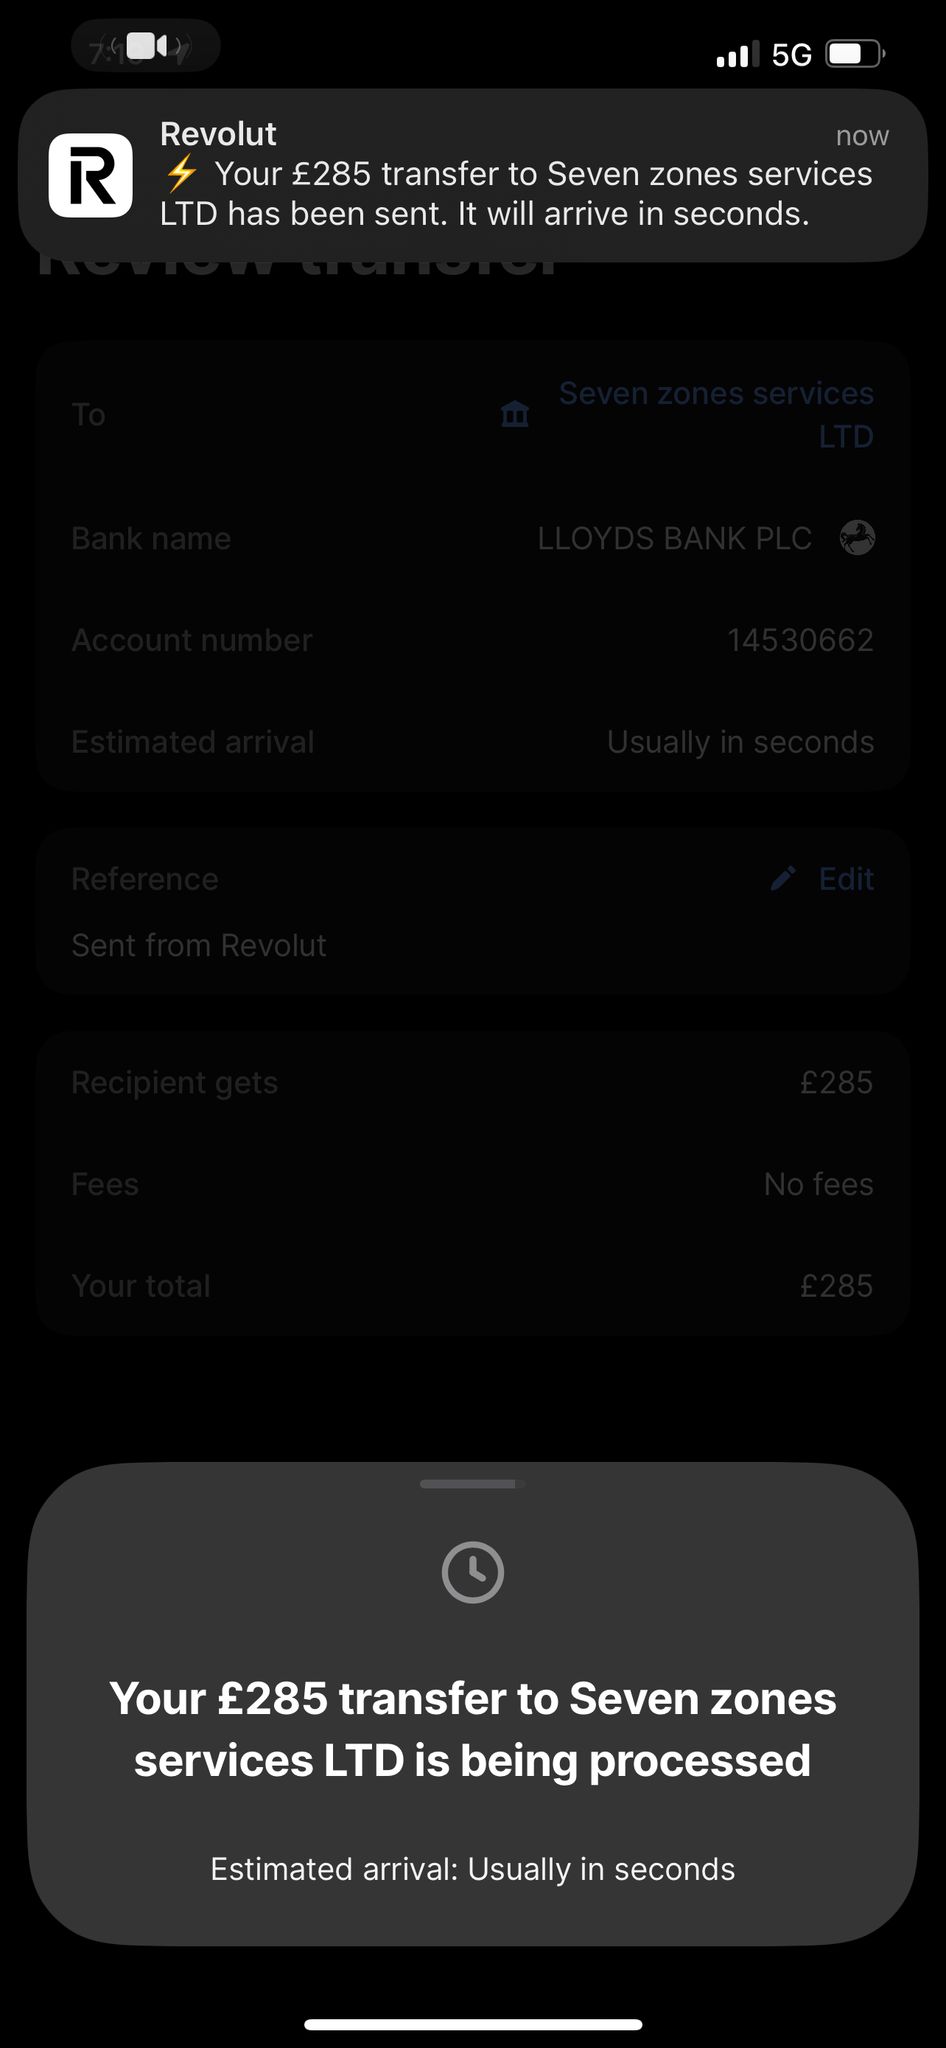 Revolut
now
⚡ Your £285 transfer to Seven zones services
LTD has been sent. It will arrive in seconds.
Review transfer
To
Seven zones services
LTD
Bank name
LLOYDS BANK PLC
Account number
14530662
Estimated arrival
Usually in seconds
Reference
Edit
Sent from Revolut
Recipient gets
£285
Fees
No fees
Your total
£285
Your £285 transfer to Seven zones
services LTD is being processed
Estimated arrival: Usually in seconds
5G